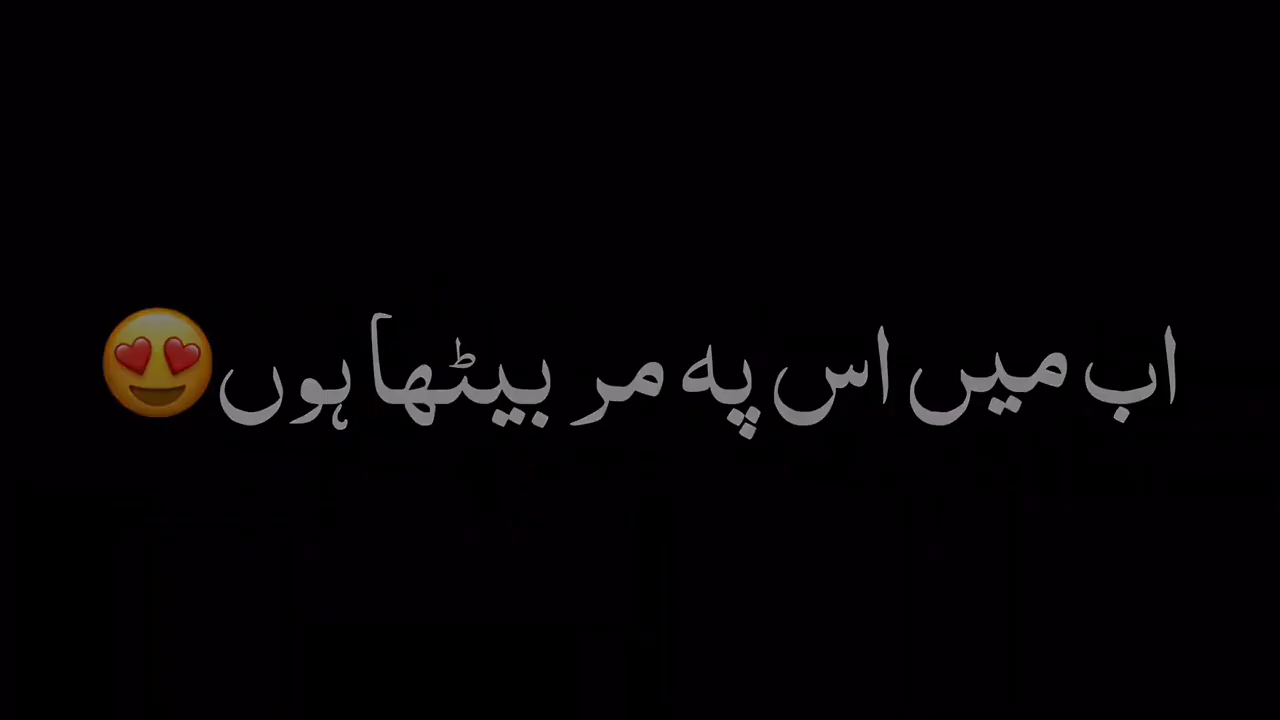 اب میں اس پہ مر بیٹھا ہوں😍